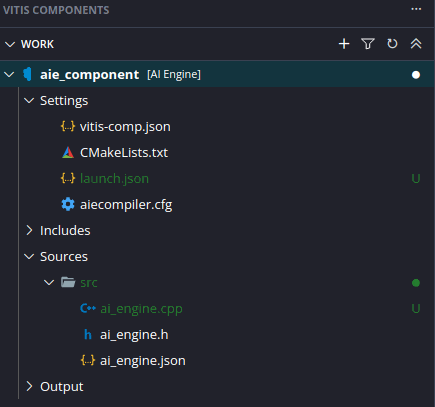 VITIS COMPONENTS
WORK
aie_component [AI Engine]
Settings
vitis-comp.json
CMakeLists.txt
launch.json U
aiecompiler.cfg
Includes
Sources
src
C++ ai_engine.cpp U
h ai_engine.h
{..} ai_engine.json
Output